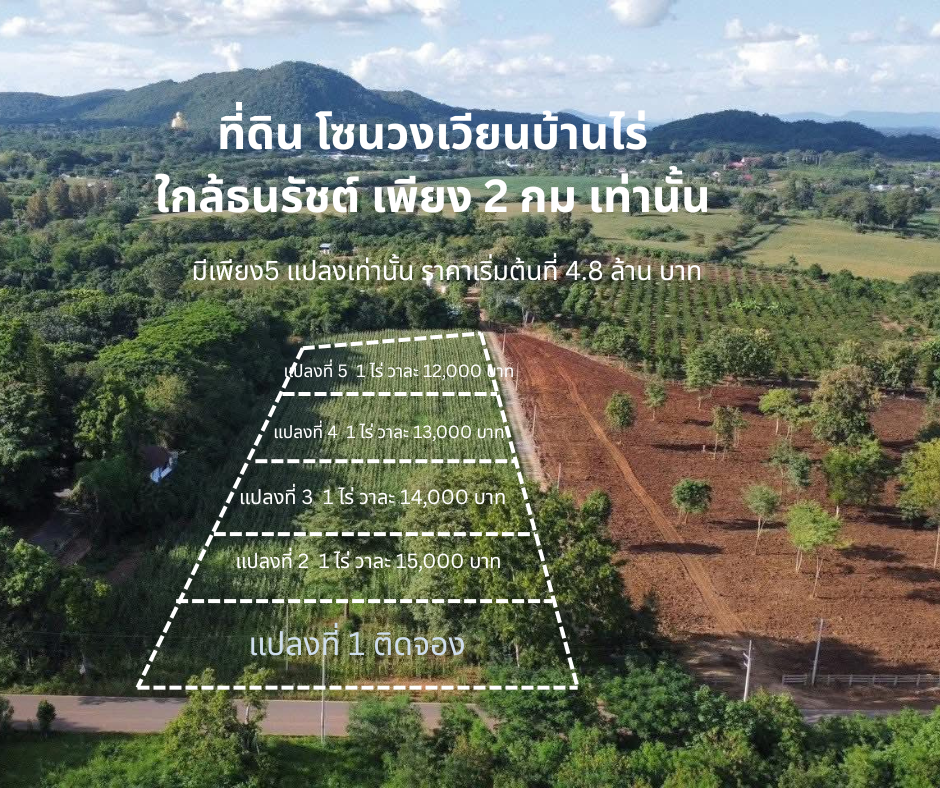 ที่ดิน โซนวงเวียนบ้านไร่
ใกล้ธนรัชต์ เพียง 2 กม เท่านั้น
มีเพียง5 แปลงเท่านั้น ราคาเริ่มต้นที่ 4.8 ล้าน บาท
แปลงที่ 5 1 ไร่ วาละ 12,000 บาท
แปลงที่ 4 1 ไร่ วาละ 13,000 บาท
แปลงที่ 3 1 ไร่ วาละ 14,000 บาท
แปลงที่ 2 1 ไร่ วาละ 15,000 บาท
แปลงที่ 1 ติดจอง